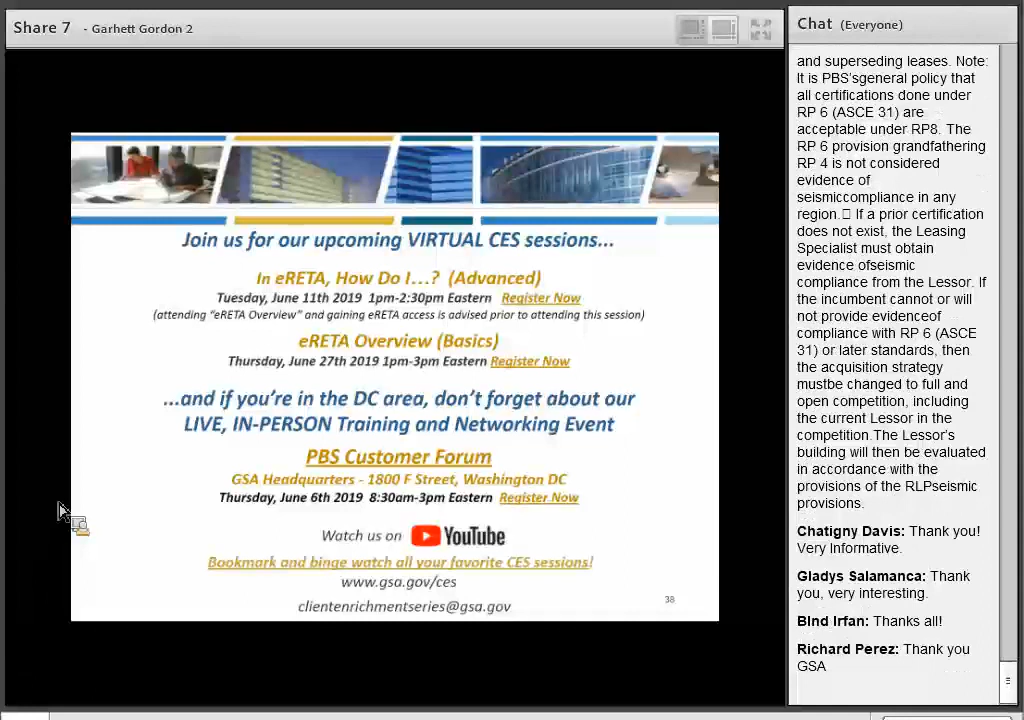 Share 7 - Garhett Gordon 2
Join us for our upcoming VIRTUAL CES sessions...
In eRETA, How Do I...? (Advanced)
Tuesday, June 11th 2019 1pm-2:30pm Eastern Register Now
(attending “eRETA Overview” and gaining eRETA access is advised prior to attending this session)
eRETA Overview (Basics)
Thursday, June 27th 2019 1pm-3pm Eastern Register Now
...and if you’re in the DC area, don’t forget about our
LIVE, IN-PERSON Training and Networking Event
PBS Customer Forum
GSA Headquarters - 1800 F Street, Washington DC
Thursday, June 6th 2019 8:30am-3pm Eastern Register Now
Watch us on YouTube
Bookmark and binge watch all your favorite CES sessions!
www.gsa.gov/ces
clientenrichmentseries@gsa.gov
38
Chat (Everyone)
and superseding leases. Note:
It is PBS'sgeneral policy that
all certifications done under
RP 6 (ASCE 31) are
acceptable under RP8. The
RP 6 provision grandfathering
RP 4 is not considered
evidence of
seismiccompliance in any
region.□ If a prior certification
does not exist, the Leasing
Specialist must obtain
evidence ofseismic
compliance from the Lessor. If
the incumbent cannot or will
not provide evidenceof
compliance with RP 6 (ASCE
31) or later standards, then
the acquisition strategy
mustbe changed to full and
open competition, including
the current Lessor in the
competition.The Lessor's
building will then be evaluated
in accordance with the
provisions of the RLPseismic
provisions.
Chatigny Davis: Thank you!
Very Informative.
Gladys Salamanca: Thank
you, very interesting.
BInd Irfan: Thanks all!
Richard Perez: Thank you
GSA